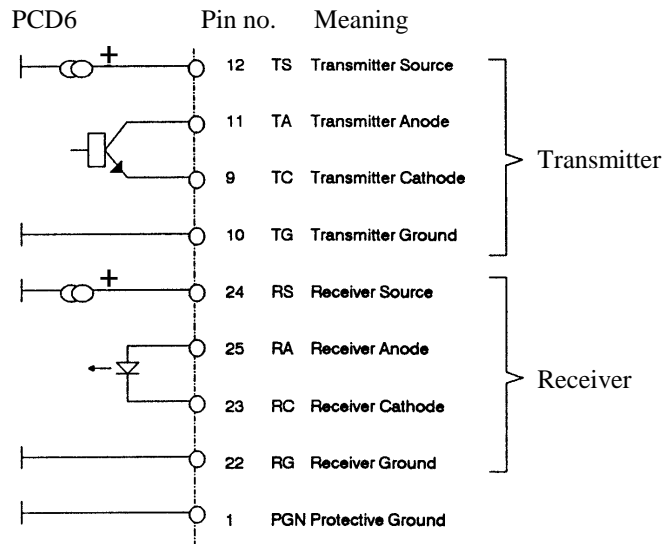 PCD6 Pin no. Meaning
+ 12 TS Transmitter Source
11 TA Transmitter Anode
Transmitter
9 TC Transmitter Cathode
10 TG Transmitter Ground
+ 24 RS Receiver Source
25 RA Receiver Anode
Receiver
23 RC Receiver Cathode
22 RG Receiver Ground
1 PGN Protective Ground